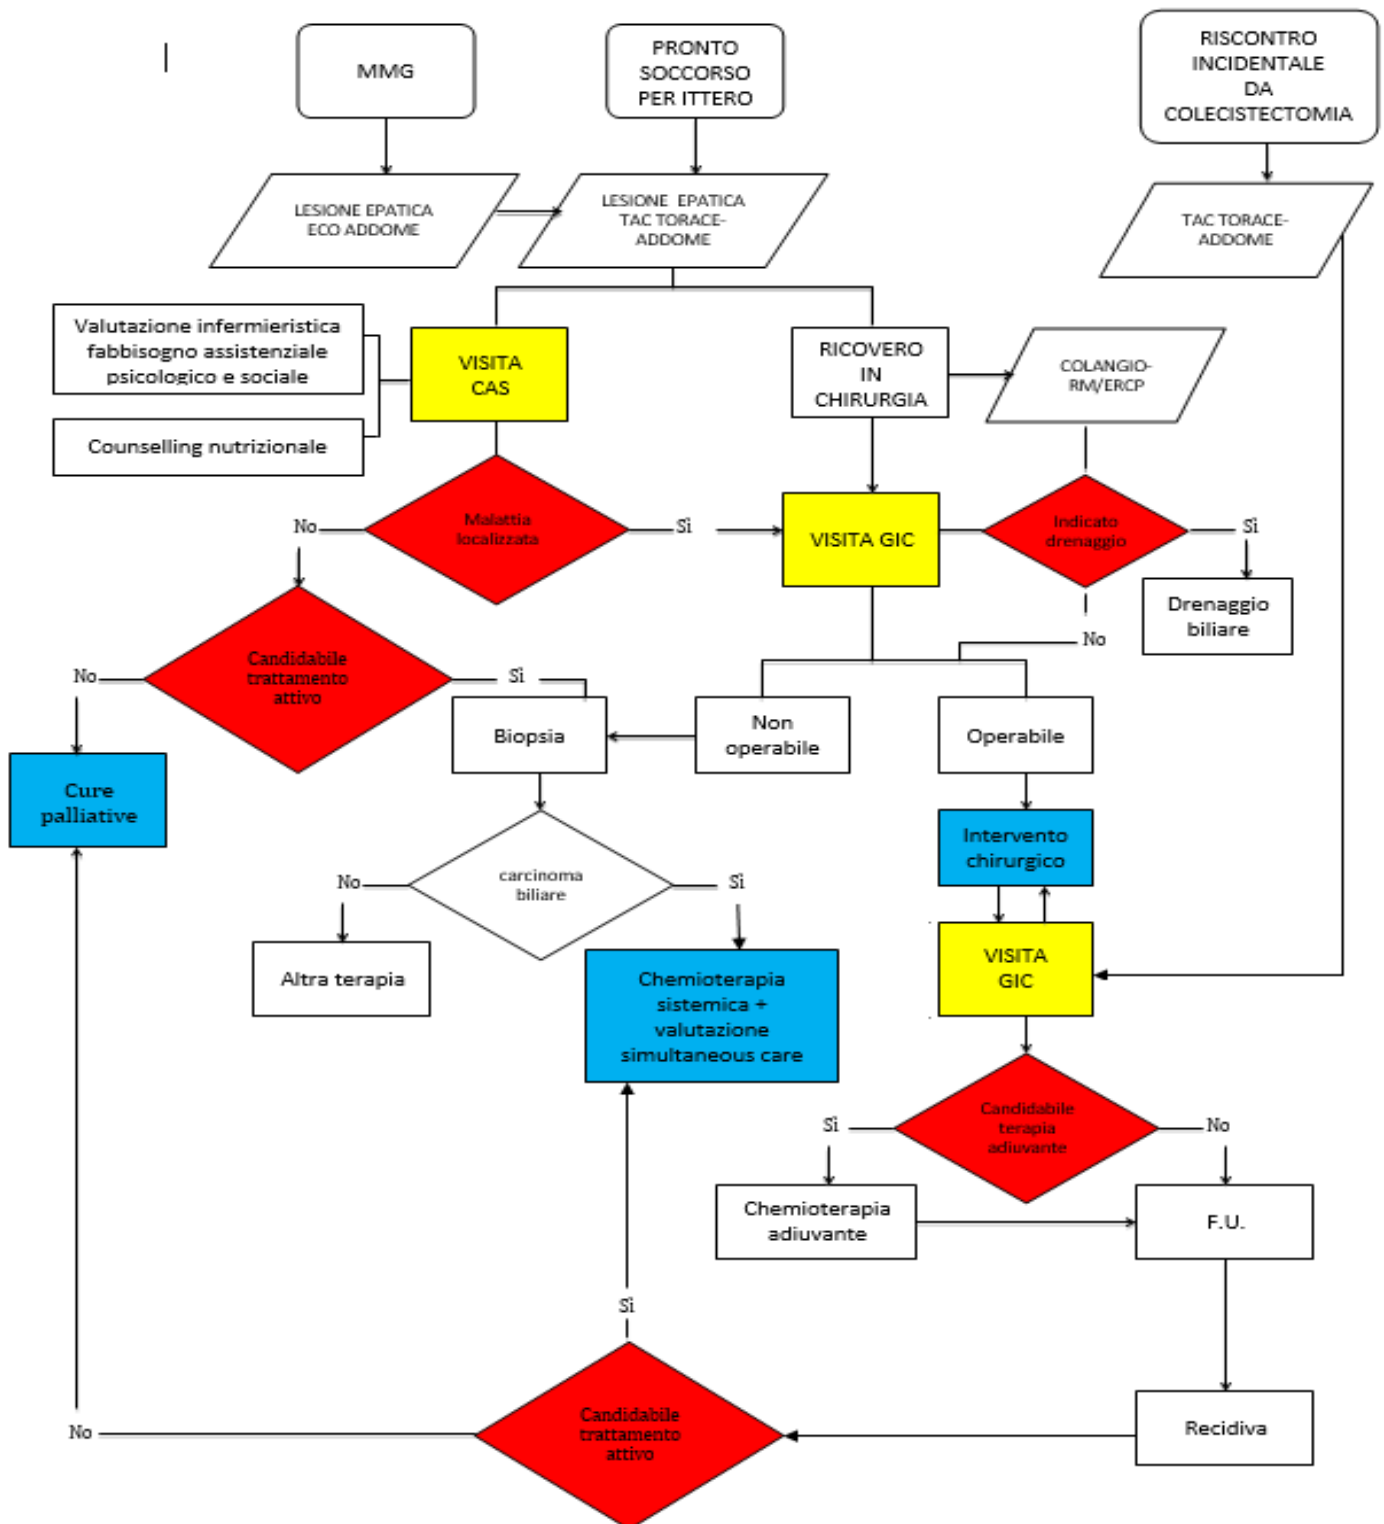 MMG
PRONTO
SOCCORSO
PER ITTERO
RISCONTRO
INCIDENTALE
DA
COLECISTECTOMIA
LESIONE EPATICA
ECO ADDOME
LESIONE EPATICA
TAC TORACE-
ADDOME
TAC TORACE-
ADDOME
Valutazione infermieristica
fabbisogno assistenziale
psicologico e sociale
Counselling nutrizionale
VISITA
CAS
RICOVERO
IN
CHIRURGIA
COLANGIO-
RM/ERCP
No
Malattia
localizzata
Sì
VISITA GIC
Indicato
drenaggio
Sì
Drenaggio
biliare
No
No
Candidabile
trattamento
attivo
Sì
Biopsia
Non
operabile
Operabile
Cure
palliative
Intervento
chirurgico
No
carcinoma
biliare
Sì
Altra terapia
Chemioterapia
sistemica +
valutazione
simultaneous care
VISITA
GIC
Sì
Candidabile
terapia
adiuvante
No
Chemioterapia
adiuvante
F.U.
Sì
No
Candidabile
trattamento
attivo
Recidiva